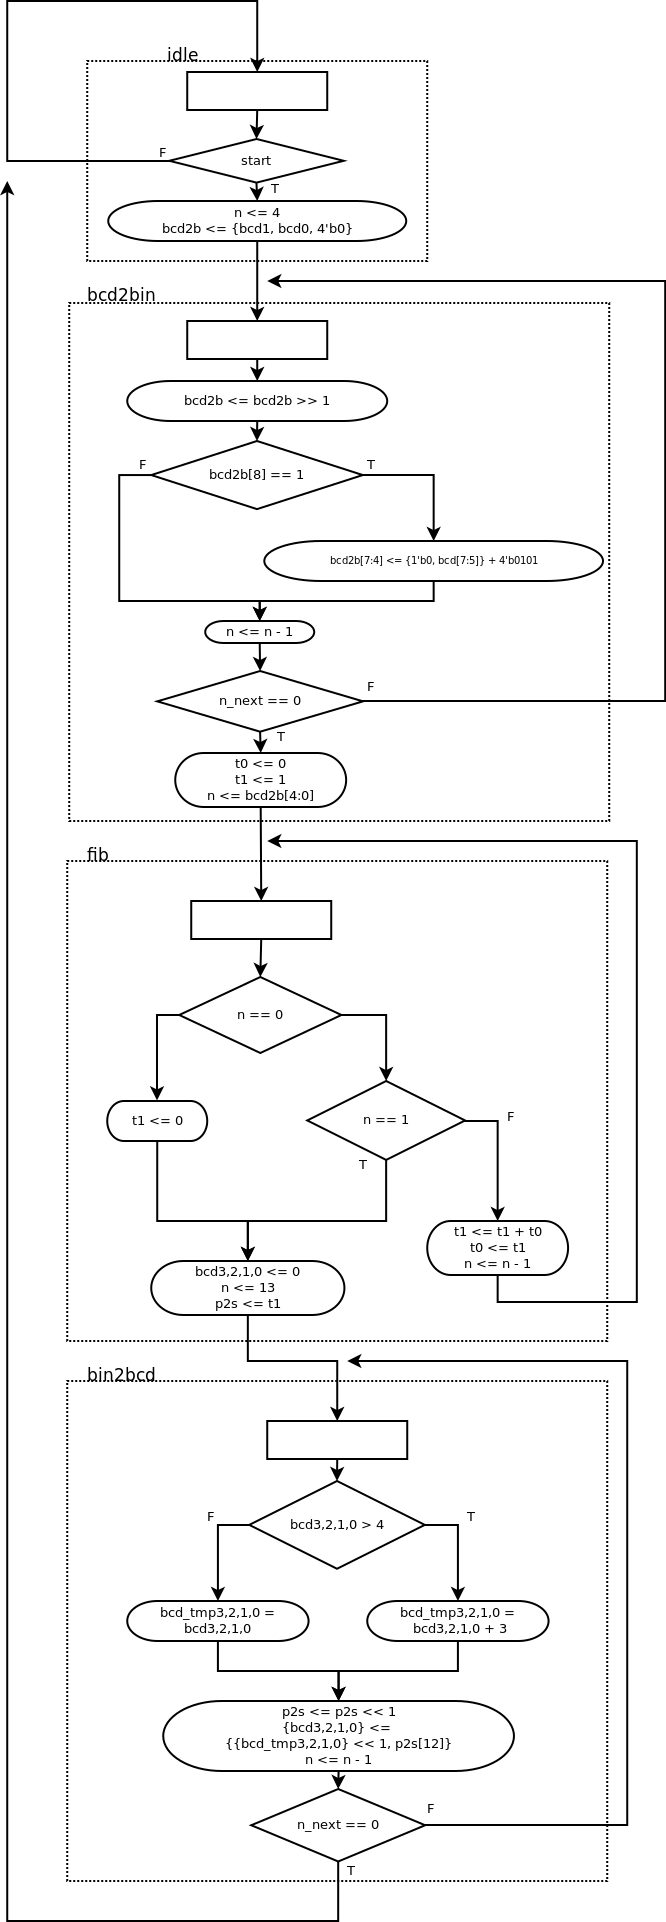 idle
F
start
T
n <= 4
bcd2b <= {bcd1, bcd0, 4'b0}
bcd2bin
bcd2b <= bcd2b >> 1
F
T
bcd2b[8] == 1
bcd2b[7:4] <= {1'b0, bcd[7:5]} + 4'b0101
n <= n - 1
F
n_next == 0
T
t0 <= 0
t1 <= 1
n <= bcd2b[4:0]
fib
n == 0
t1 <= 0
n == 1
F
T
t1 <= t1 + t0
t0 <= t1
n <= n - 1
bcd3,2,1,0 <= 0
n <= 13
p2s <= t1
bin2bcd
F
T
bcd3,2,1,0 > 4
bcd_tmp3,2,1,0 =
bcd3,2,1,0
bcd_tmp3,2,1,0 =
bcd3,2,1,0 + 3
p2s <= p2s << 1
{bcd3,2,1,0} <=
{{bcd_tmp3,2,1,0} << 1, p2s[12]}
n <= n - 1
F
n_next == 0
T